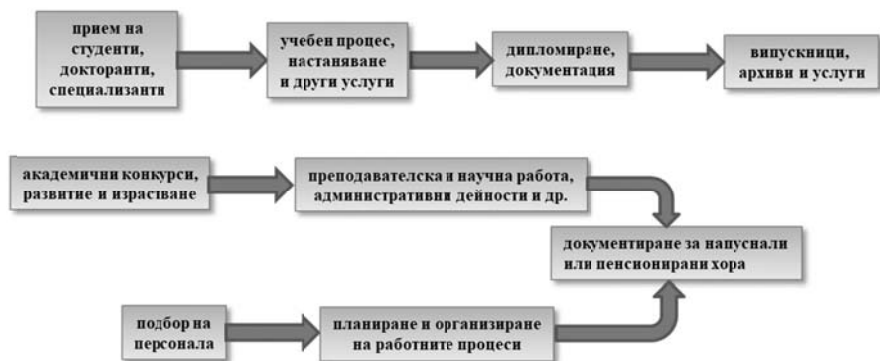 прием на
студенти,
докторанти,
специализанти
учебен процес,
настаняване
и други услуги
дипломиране,
документация
випускници,
архиви и услуги
академични конкурси,
развитие и израстване
преподавателска и научна работа,
административни дейности и др.
документиране за напуснали
или пенсионирани хора
подбор на
персонала
планиране и организиране
на работните процеси